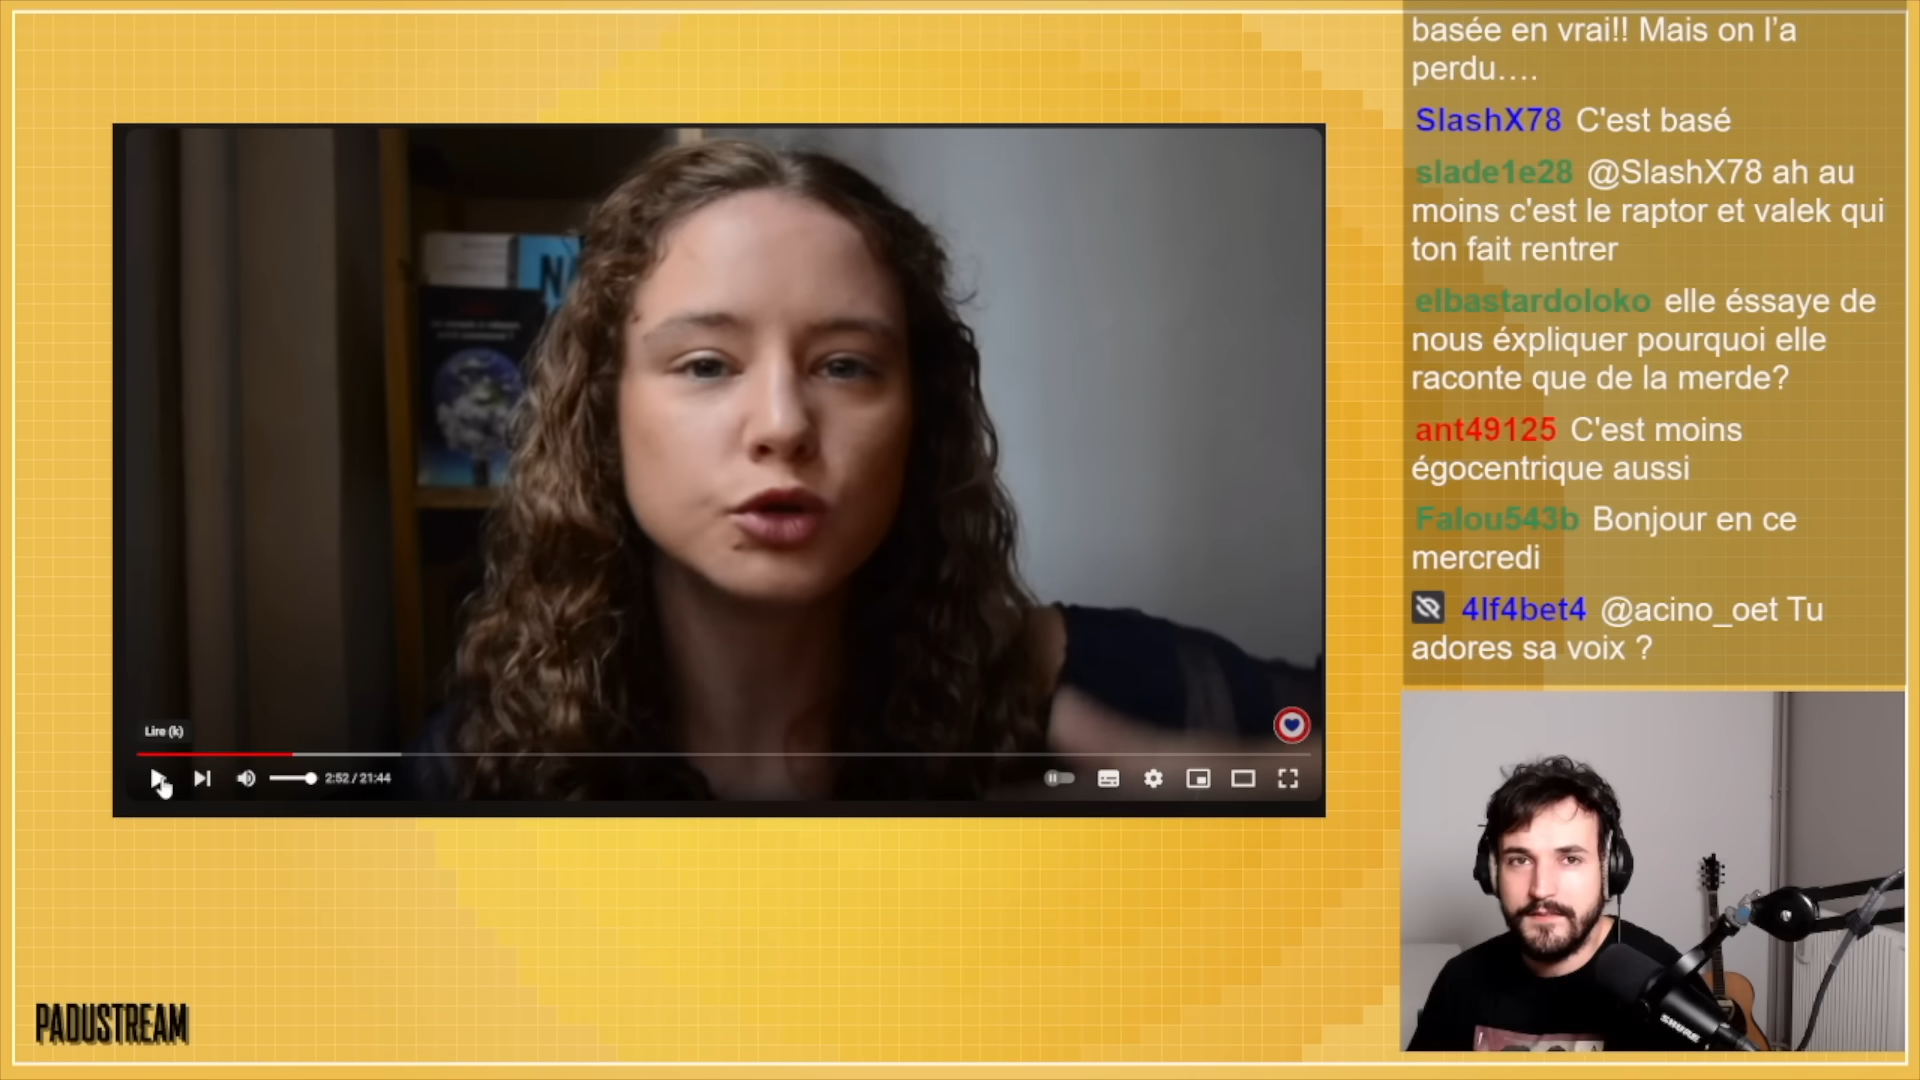 basée en vrai!! Mais on l'a
perdu….
SlashX78 C'est basé
slade1e28 @SlashX78 ah au
moins c'est le raptor et valek qui
ton fait rentrer
elbastardoloko elle éssaye de
nous éxpliquer pourquoi elle
raconte que de la merde?
ant49125 C'est moins
égocentrique aussi
Falou543b Bonjour en ce
mercredi
4lf4bet4 @acino_oet Tu
adores sa voix ?
Lire (k)
2:52 / 21:44
PADUSTREAM
SHURE